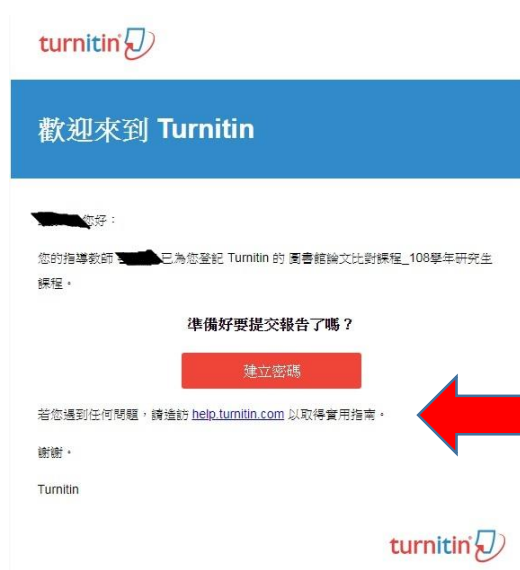 turnitin
歡迎來到 Turnitin
您好：
您的指導教師 已為您登記 Turnitin 的 圖書館論文比對課程_108學年研究生
課程。
準備好要提交報告了嗎？
建立密碼
若您遇到任何問題，請造訪 help.turnitin.com 以取得實用指南。
謝謝。
Turnitin
turnitin